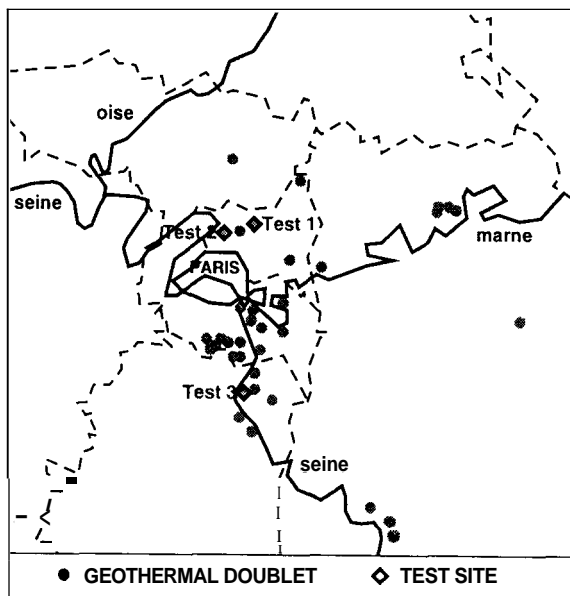 oise
seine
Test 1
Test 2
marne
PARIS
Test 3
seine
GEOTHERMAL DOUBLET
TEST SITE